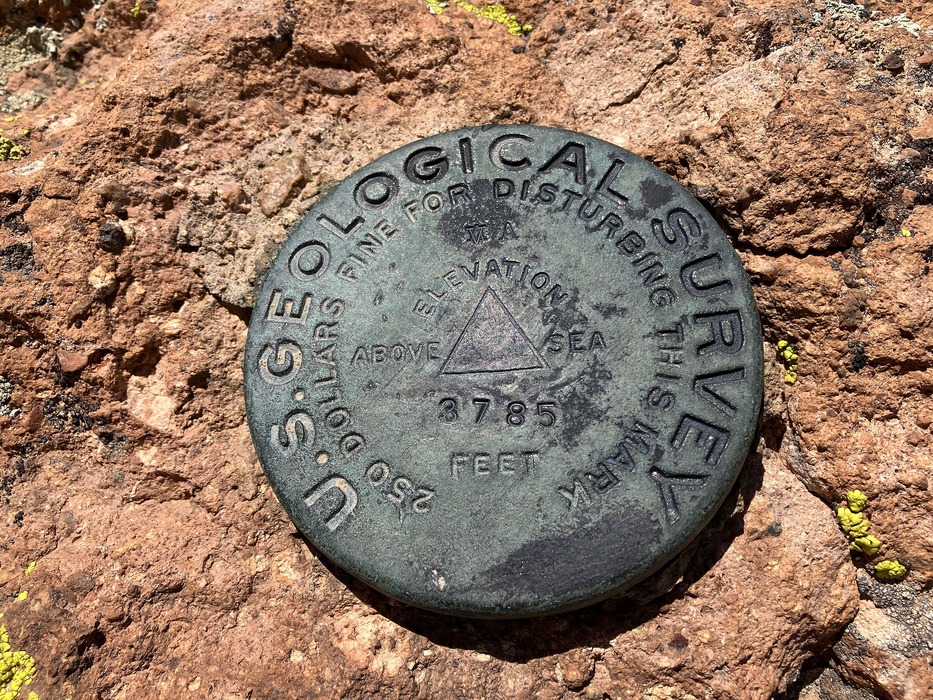 U.S. GEOLOGICAL SURVEY
250 DOLLARS FINE FOR DISTURBING THIS MARK
ELEVATION
ABOVE SEA
3785
FEET